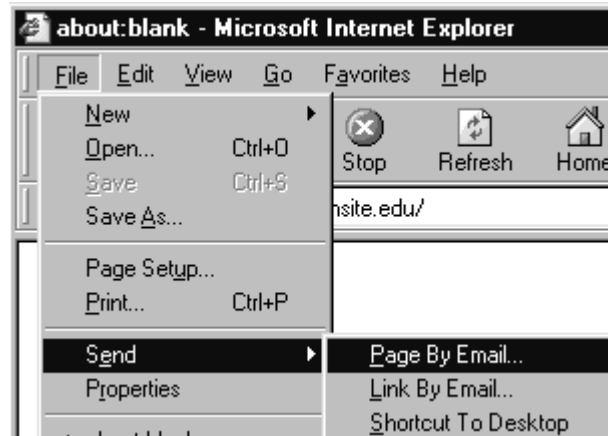 about:blank - Microsoft Internet Explorer
File Edit View Go Favorites Help
New
Open... Ctrl+O
Save Ctrl+S
Save As...
Stop Refresh Home
nsite.edu/
Page Setup...
Print... Ctrl+P
Send
Properties
Page By Email...
Link By Email...
Shortcut To Desktop